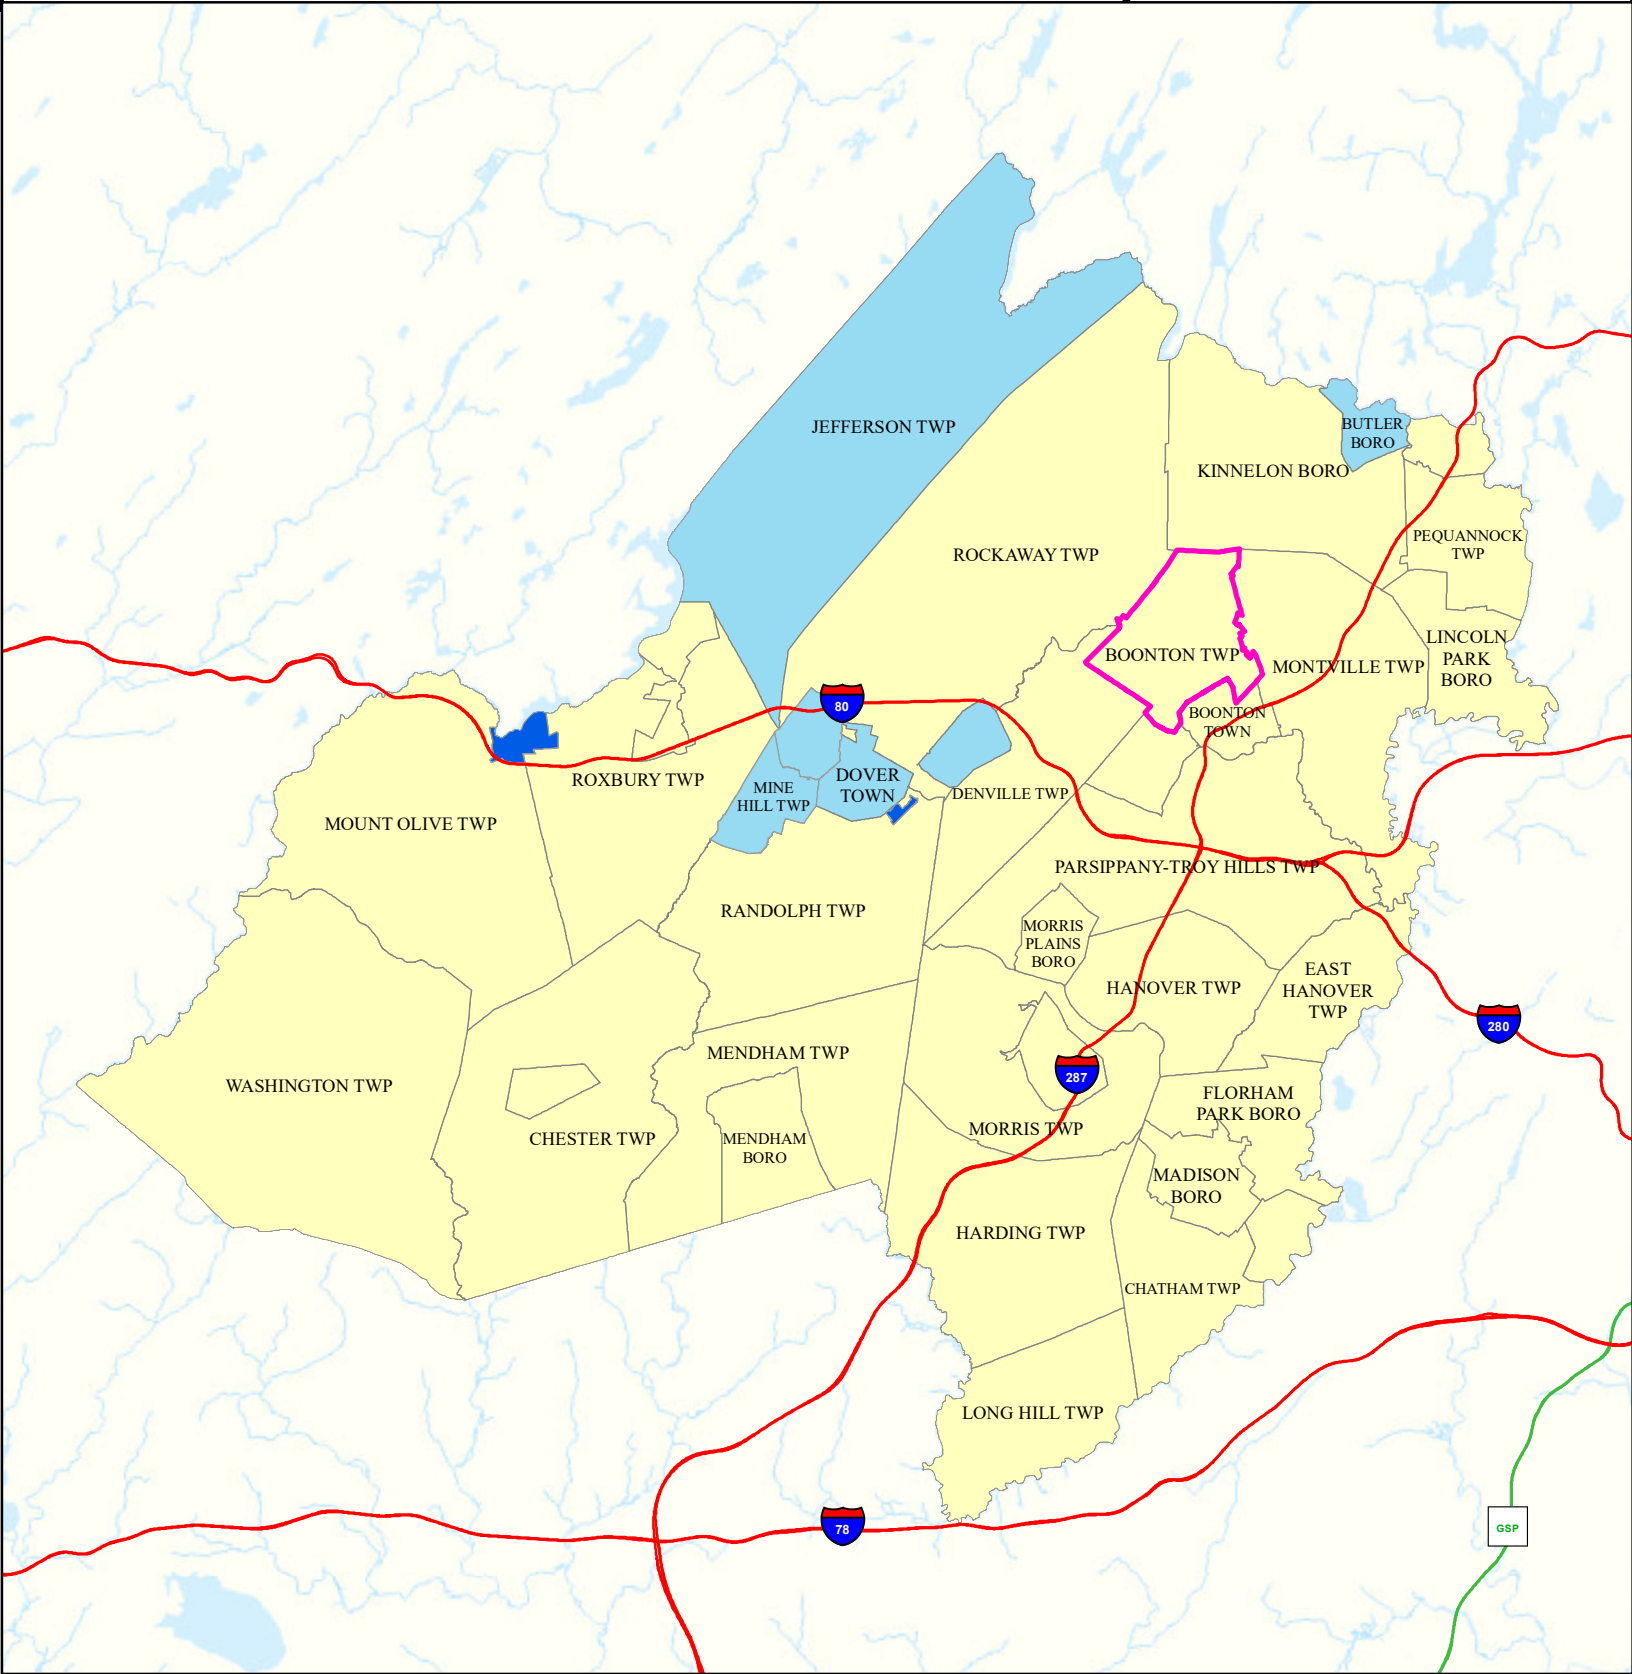 JEFFERSON TWP
BUTLER
BORO
KINNELON BORO
PEQUANNOCK
TWP
ROCKAWAY TWP
LINCOLN
PARK
BORO
BOONTON TWP
MONTVILLE TWP
80
BOONTON
TOWN
ROXBURY TWP
MINE
HILL TWP
DOVER
TOWN
DENVILLE TWP
MOUNT OLIVE TWP
PARSIPPANY-TROY HILLS TWP
RANDOLPH TWP
MORRIS
PLAINS
BORO
EAST
HANOVER
TWP
HANOVER TWP
280
MENDHAM TWP
287
WASHINGTON TWP
FLORHAM
PARK BORO
CHESTER TWP
MENDHAM
BORO
MORRIS TWP
MADISON
BORO
HARDING TWP
CHATHAM TWP
LONG HILL TWP
78
GSP